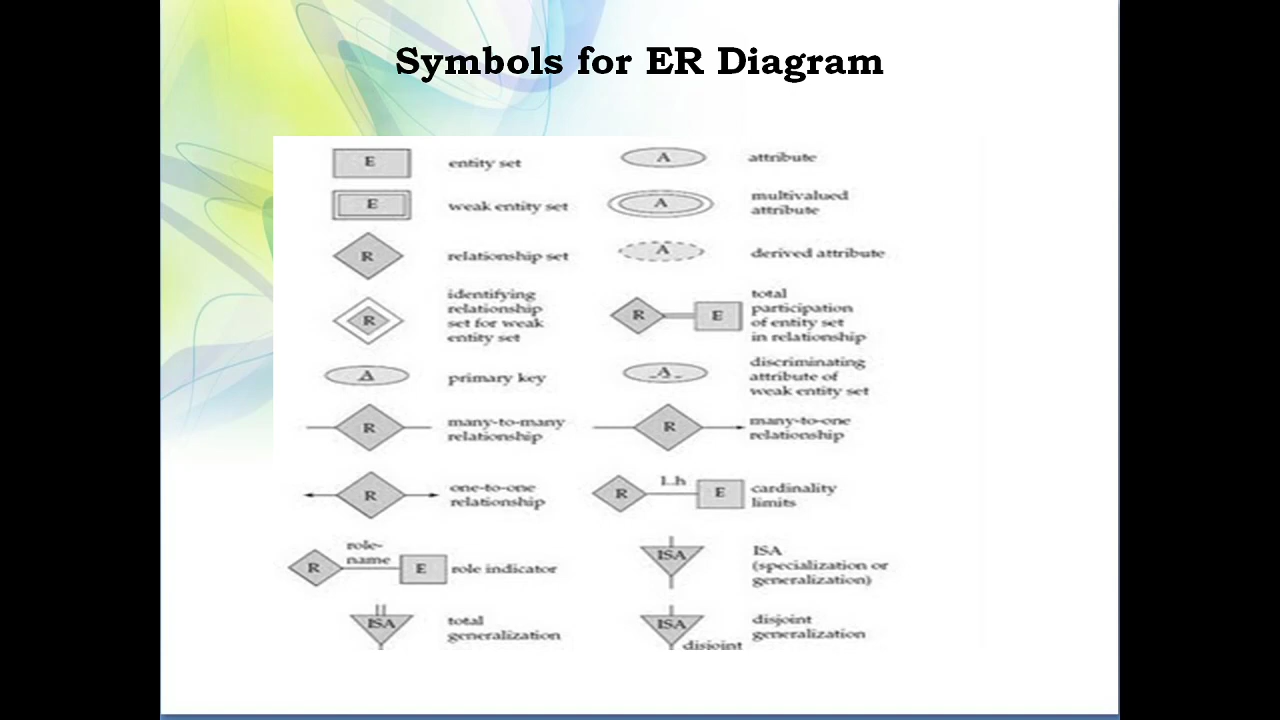 Symbols for ER Diagram
E entity set A attribute
E weak entity set A multivalued
attribute
R relationship set A derived attribute
R identifying
relationship
set for weak
entity set
R E total
participation
of entity set
in relationship
A primary key
A discriminating
attribute of
weak entity set
R many-to-many
relationship
R many-to-one
relationship
R one-to-one
relationship
R l..h E cardinality
limits
R role-
name E role indicator
ISA ISA
(specialization or
generalization)
ISA total
generalization
ISA disjoint disjoint
generalization